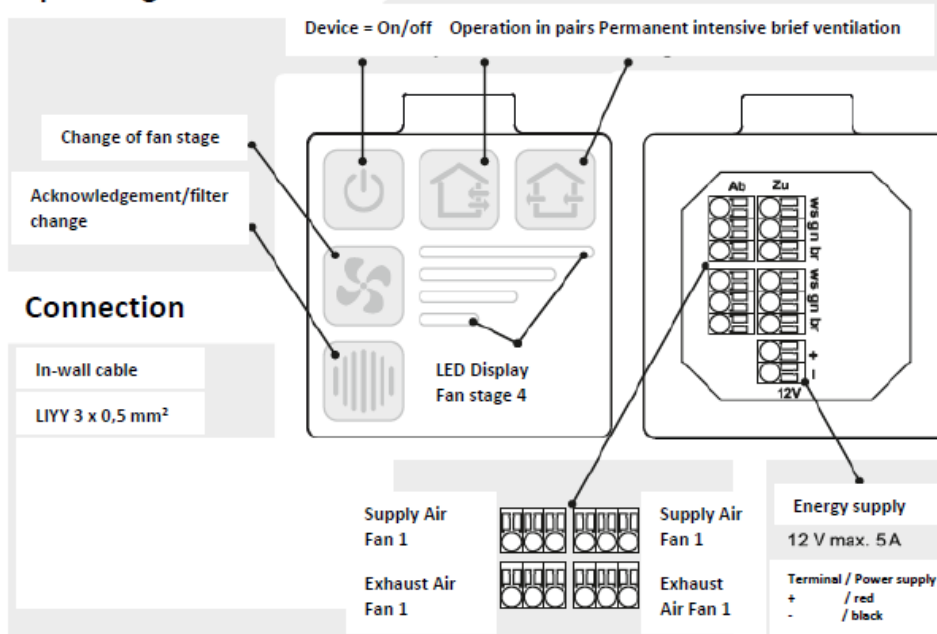 Device = On/off Operation in pairs Permanent intensive brief ventilation
Change of fan stage
Acknowledgement/filter
change
Connection
In-wall cable
LIYY 3 x 0,5 mm²
LED Display
Fan stage 4
Ab Zu
ws gn br
ws gn br
+
-
12V
Supply Air
Fan 1
Exhaust Air
Fan 1
Supply Air
Fan 1
Exhaust
Air Fan 1
Energy supply
12 V max. 5A
Terminal / Power supply
+ / red
- / black